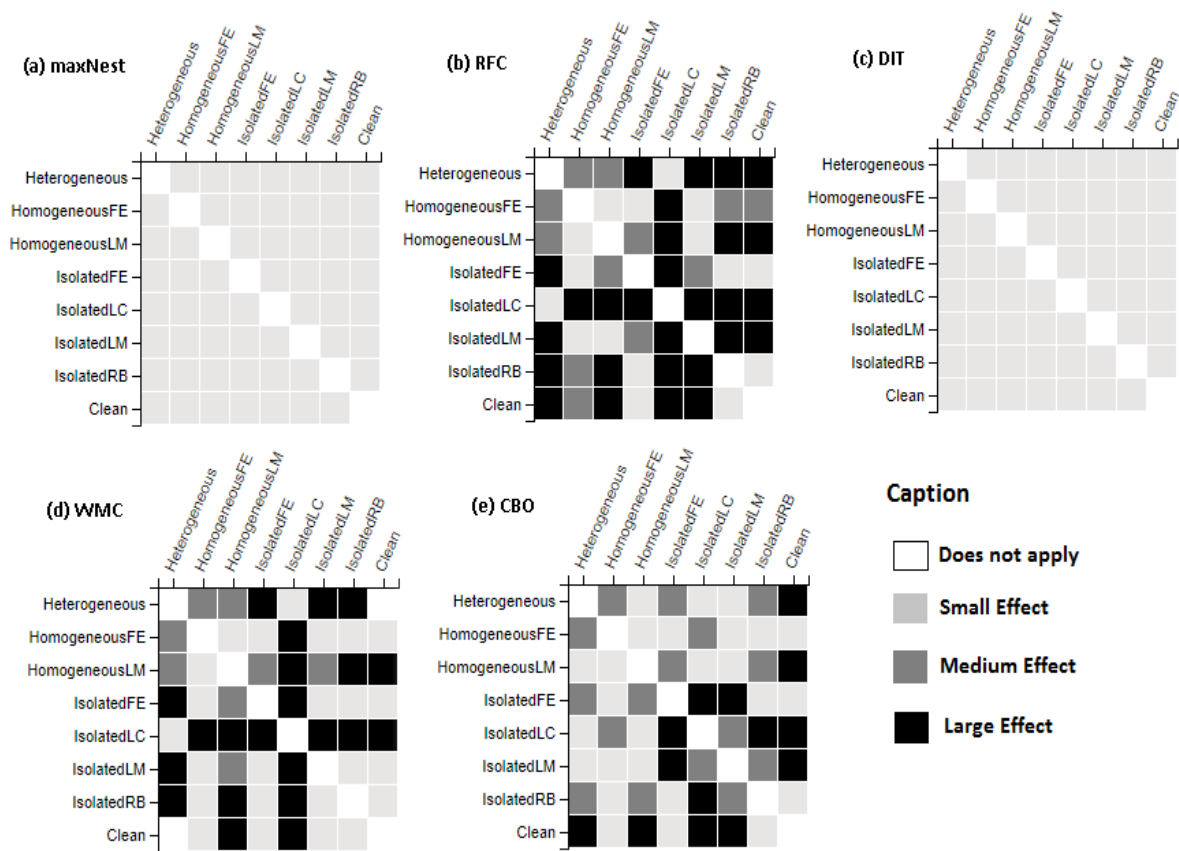 (a) maxNest
Heterogeneous
HomogeneousFE
HomogeneousLM
IsolatedFE
IsolatedLC
IsolatedLM
IsolatedRB
Clean
Heterogeneous
HomogeneousFE
HomogeneousLM
IsolatedFE
IsolatedLC
IsolatedLM
IsolatedRB
Clean
(b) RFC
Heterogeneous
HomogeneousFE
HomogeneousLM
IsolatedFE
IsolatedLC
IsolatedLM
IsolatedRB
Clean
Heterogeneous
HomogeneousFE
HomogeneousLM
IsolatedFE
IsolatedLC
IsolatedLM
IsolatedRB
Clean
(c) DIT
Heterogeneous
HomogeneousFE
HomogeneousLM
IsolatedFE
IsolatedLC
IsolatedLM
IsolatedRB
Clean
Heterogeneous
HomogeneousFE
HomogeneousLM
IsolatedFE
IsolatedLC
IsolatedLM
IsolatedRB
Clean
(d) WMC
Heterogeneous
HomogeneousFE
HomogeneousLM
IsolatedFE
IsolatedLC
IsolatedLM
IsolatedRB
Clean
Heterogeneous
HomogeneousFE
HomogeneousLM
IsolatedFE
IsolatedLC
IsolatedLM
IsolatedRB
Clean
(e) CBO
Heterogeneous
HomogeneousFE
HomogeneousLM
IsolatedFE
IsolatedLC
IsolatedLM
IsolatedRB
Clean
Heterogeneous
HomogeneousFE
HomogeneousLM
IsolatedFE
IsolatedLC
IsolatedLM
IsolatedRB
Clean
Caption
Does not apply
Small Effect
Medium Effect
Large Effect